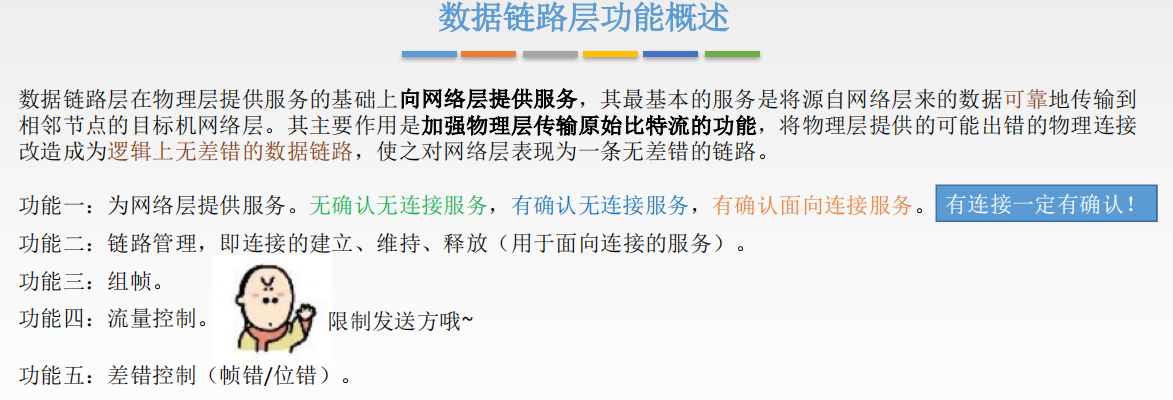 数据链路层功能概述
数据链路层在物理层提供服务的基础上向网络层提供服务，其最基本的服务是将源自网络层来的数据可靠地传输到
相邻节点的目标机网络层。其主要作用是加强物理层传输原始比特流的功能，将物理层提供的可能出错的物理连接
改造成为逻辑上无差错的数据链路，使之对网络层表现为一条无差错的链路。
功能一：为网络层提供服务。无确认无连接服务，有确认无连接服务，有确认面向连接服务。 有连接一定有确认！
功能二：链路管理，即连接的建立、维持、释放（用于面向连接的服务）。
功能三：组帧。
功能四：流量控制。 限制发送方哦~
功能五：差错控制（帧错/位错）。